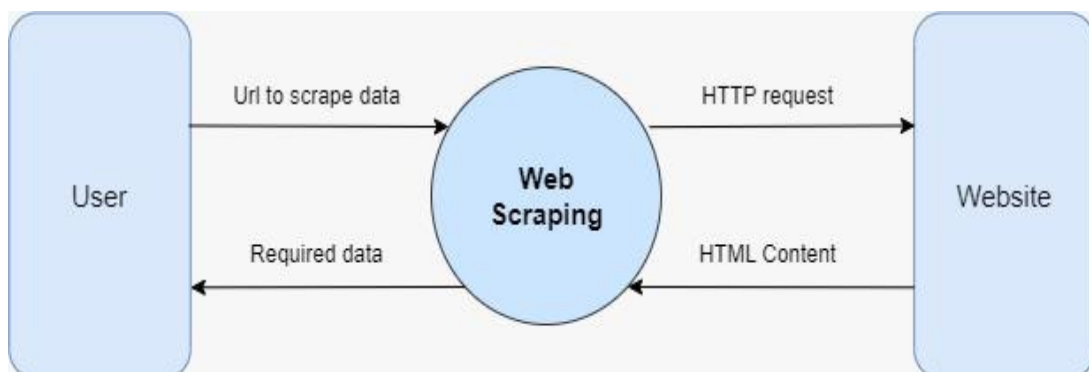 Url to scrape data
HTTP request
User
Web
Scraping
Website
Required data
HTML Content